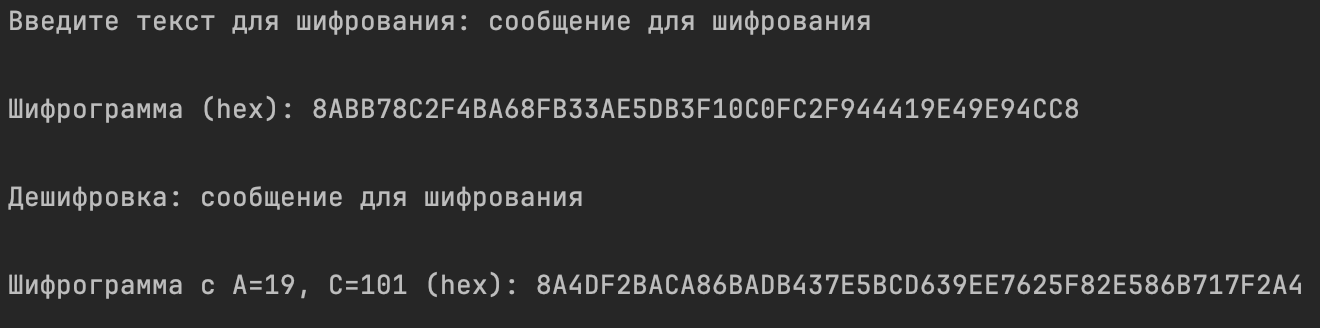 Введите текст для шифрования: сообщение для шифрования
Шифрограмма (hex): 8ABB78C2F4BA68FB33AE5DB3F10C0FC2F944419E49E94CC8
Дешифровка: сообщение для шифрования
Шифрограмма с A=19, C=101 (hex): 8A4DF2BACA86BADB437E5BCD639EE7625F82E586B717F2A4